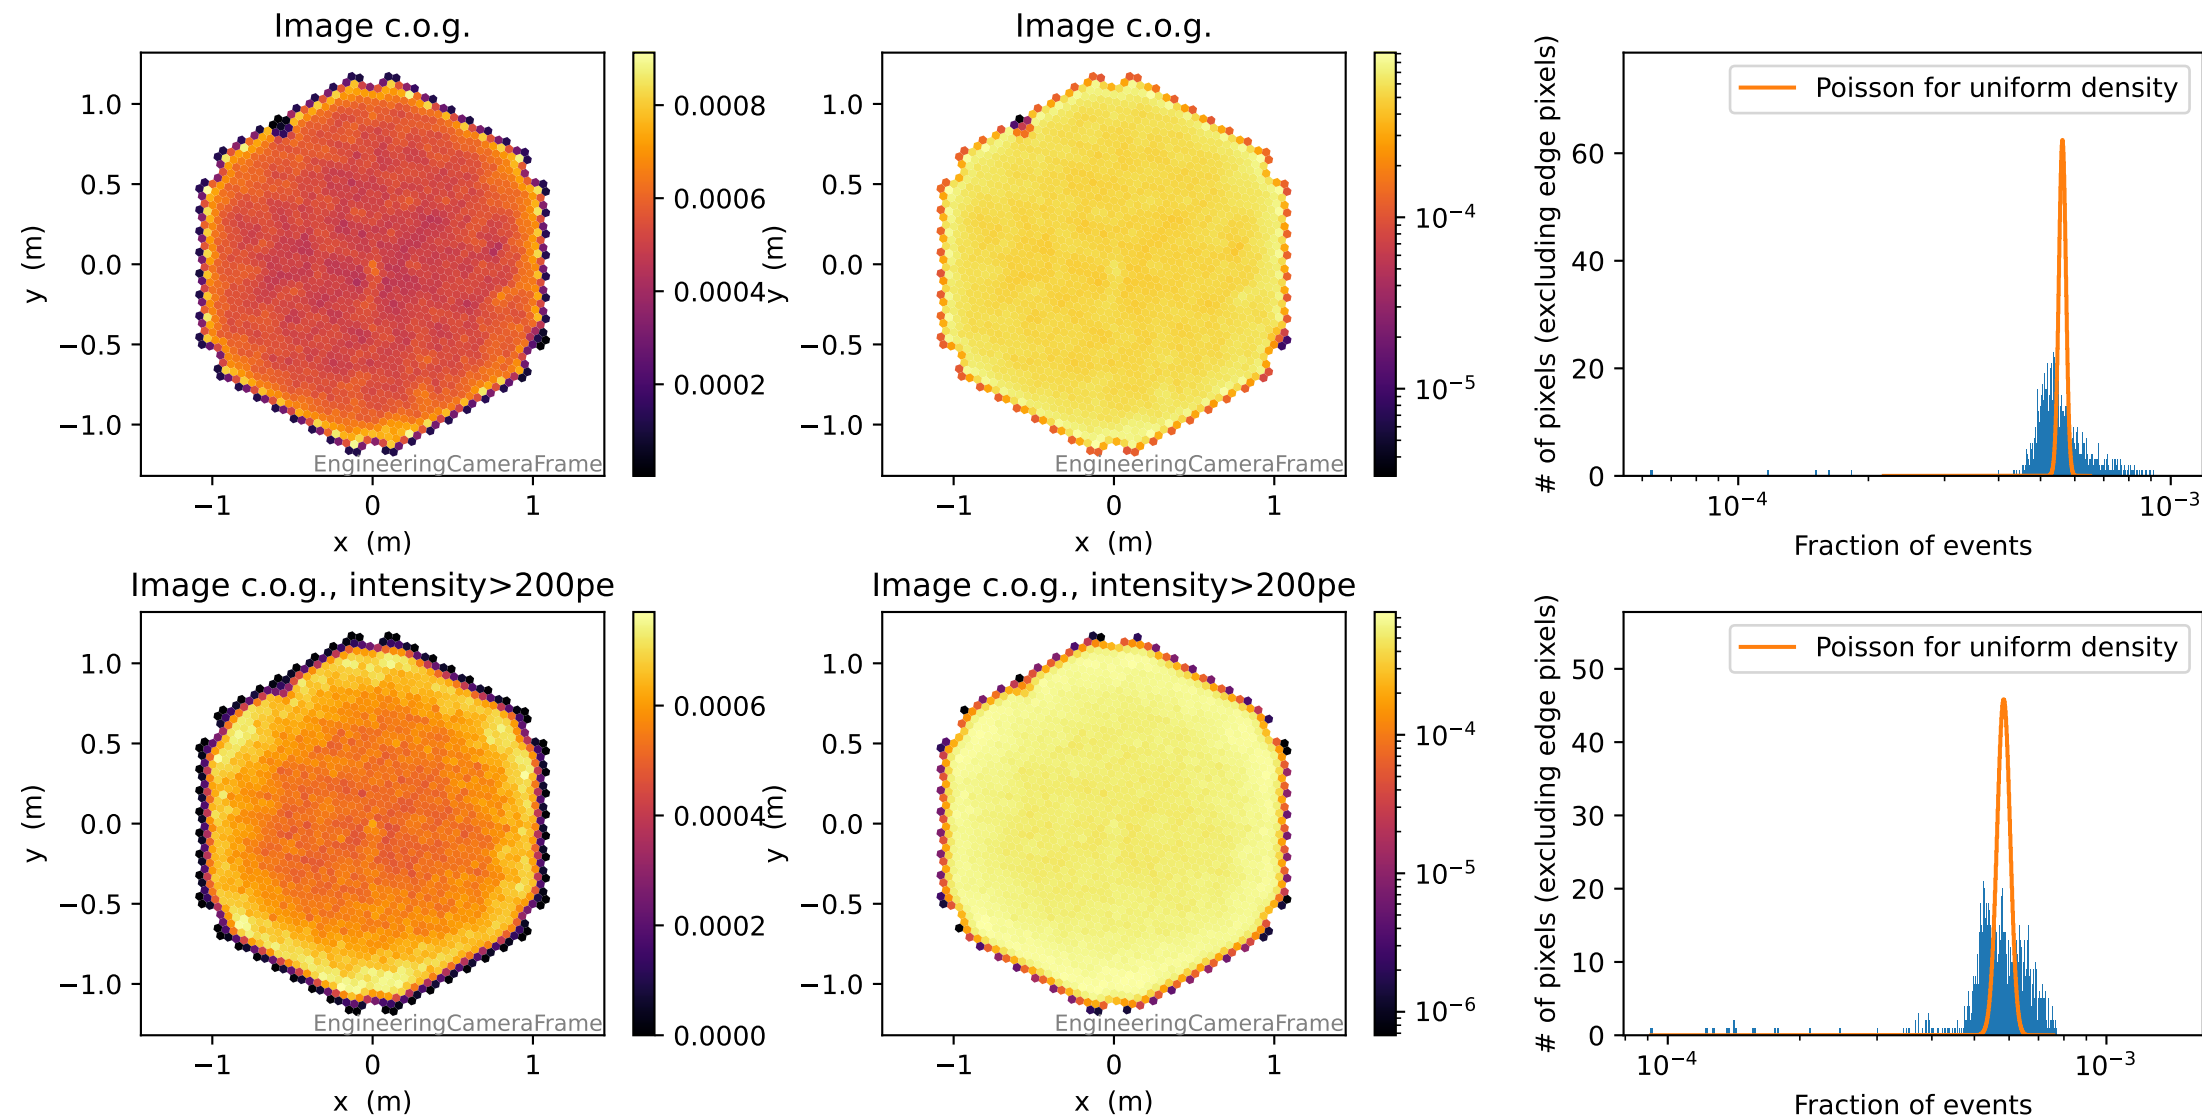 Image c.o.g.
1.0
0.5
0.0
−0.5
−1.0
y (m)
−1
0
1
x (m)
EngineeringCameraFrame
0.0008
0.0006
0.0004
0.0002
Image c.o.g.
1.0
0.5
0.0
−0.5
−1.0
y (m)
−1
0
1
x (m)
EngineeringCameraFrame
10−4
10−5
Poisson for uniform density
# of pixels (excluding edge pixels)
60
40
20
0
10−4
10−3
Fraction of events
Image c.o.g., intensity>200pe
1.0
0.5
0.0
−0.5
−1.0
y (m)
−1
0
1
x (m)
EngineeringCameraFrame
0.0006
0.0004
0.0002
0.0000
Image c.o.g., intensity>200pe
1.0
0.5
0.0
−0.5
−1.0
y (m)
−1
0
1
x (m)
EngineeringCameraFrame
10−4
10−5
10−6
Poisson for uniform density
# of pixels (excluding edge pixels)
50
40
30
20
10
0
10−4
10−3
Fraction of events